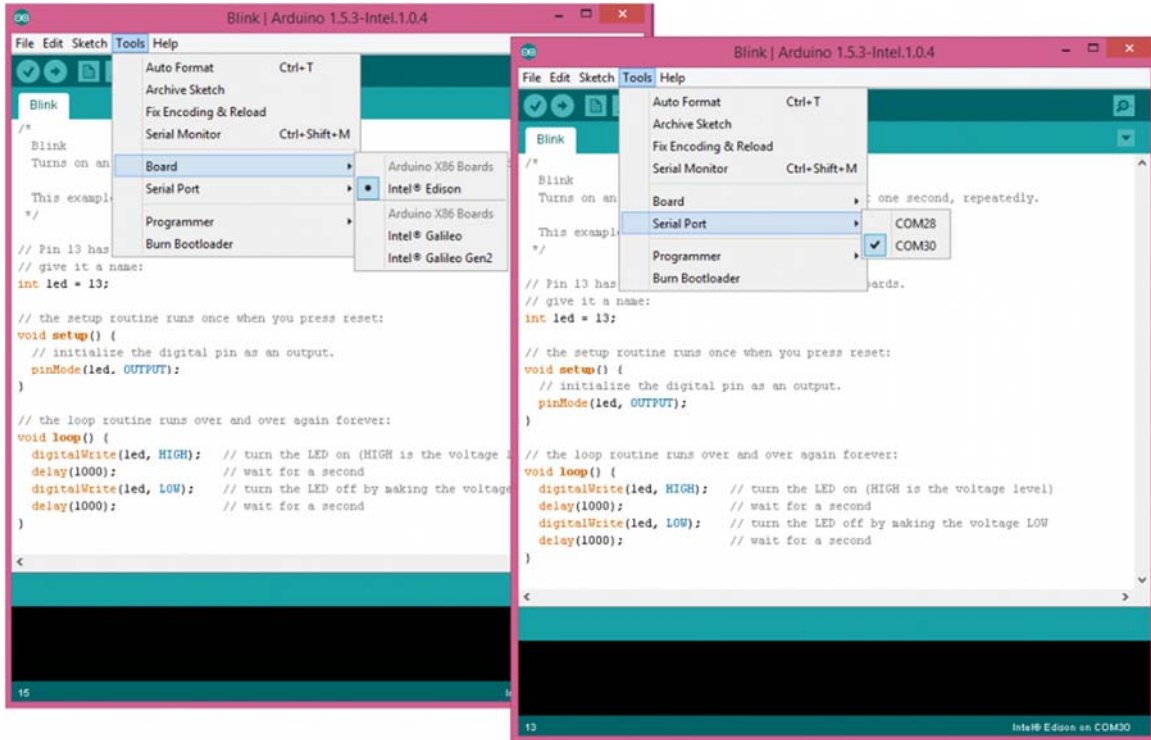 Blink | Arduino 1.5.3-Intel.1.0.4
File Edit Sketch Tools Help
Auto Format Ctrl+T
Archive Sketch
Fix Encoding & Reload
Serial Monitor Ctrl+Shift+M
Board
Serial Port
Programmer
Burn Bootloader
Arduino X86 Boards
Intel® Edison
Arduino X86 Boards
Intel® Galileo
Intel® Galileo Gen2
Blink
/*
Blink
Turns on an
This exampl
*/
// Pin 13 has
// give it a name:
int led = 13;
// the setup routine runs once when you press reset:
void setup() {
// initialize the digital pin as an output.
pinMode(led, OUTPUT);
}
// the loop routine runs over and over again forever:
void loop() {
digitalWrite(led, HIGH); // turn the LED on (HIGH is the voltage
delay(1000); // wait for a second
digitalWrite(led, LOW); // turn the LED off by making the voltage
delay(1000); // wait for a second
}
15
Blink | Arduino 1.5.3-Intel.1.0.4
File Edit Sketch Tools Help
Auto Format Ctrl+T
Archive Sketch
Fix Encoding & Reload
Serial Monitor Ctrl+Shift+M
Board
Serial Port
Programmer
Burn Bootloader
COM28
COM30
Blink
/*
Blink
Turns on an one second, repeatedly.
This exampl
*/
// Pin 13 has ards.
// give it a name:
int led = 13;
// the setup routine runs once when you press reset:
void setup() {
// initialize the digital pin as an output.
pinMode(led, OUTPUT);
}
// the loop routine runs over and over again forever:
void loop() {
digitalWrite(led, HIGH); // turn the LED on (HIGH is the voltage level)
delay(1000); // wait for a second
digitalWrite(led, LOW); // turn the LED off by making the voltage LOW
delay(1000); // wait for a second
}
13
Intel® Edison on COM30